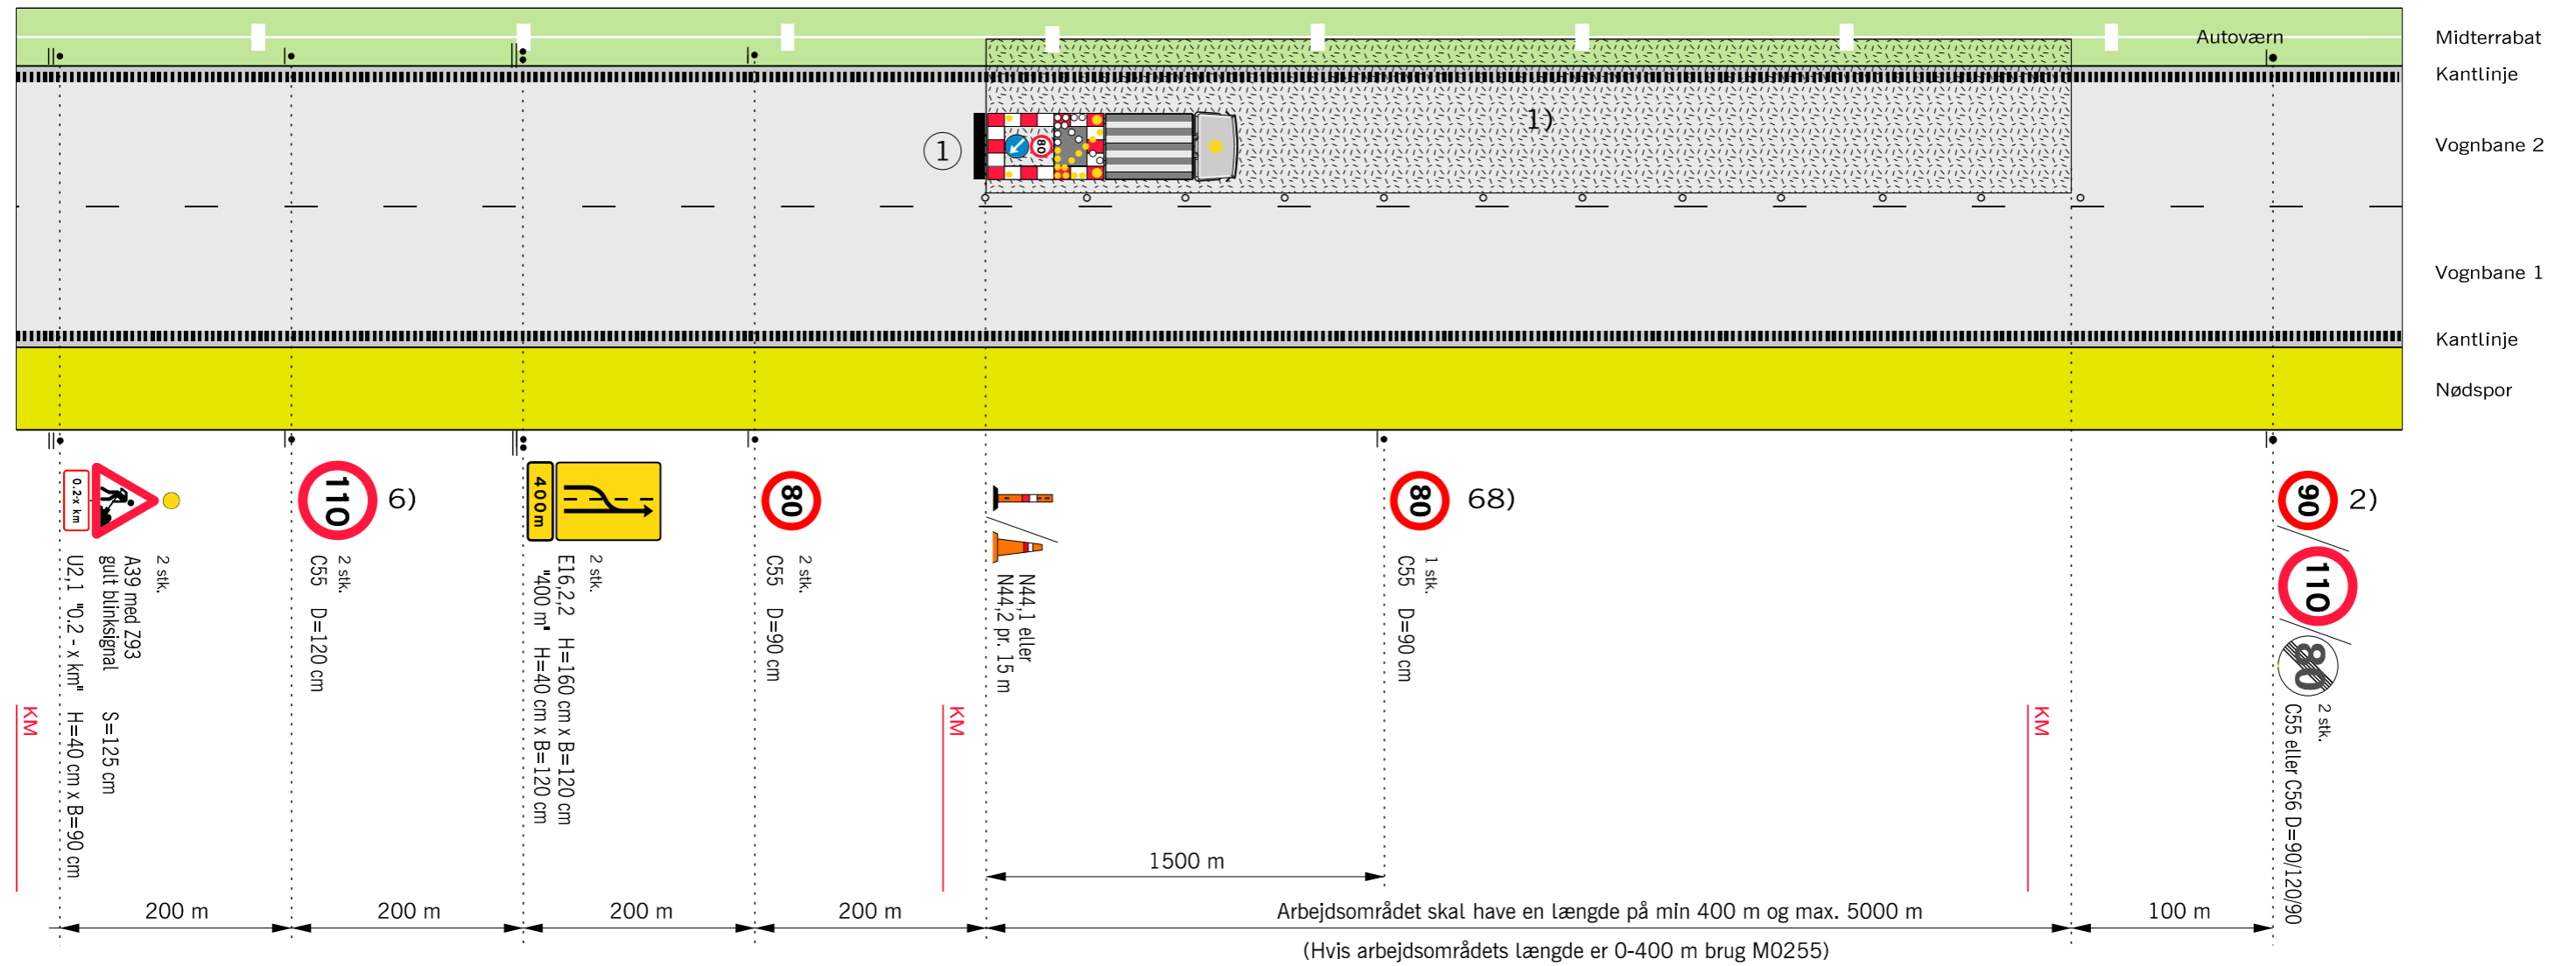 Autoværn
Midterrabat
Kantlinje
Vognbane 2
Vognbane 1
Kantlinje
Nødspor
1
80
1)
0.2-x km
2 stk.
A39 med Z93
gult blinksignal S=125 cm
U2,1 "0.2 - x km" H=40 cm x B=90 cm
110
6)
2 stk.
C55 D=120 cm
400m
2 stk.
E16,2,2 H=160 cm x B=120 cm
"400 m" H=40 cm x B=120 cm
80
2 stk.
C55 D=90 cm
N44,1 eller
N44,2 pr. 15 m
80
68)
1 stk.
C55 D=90 cm
90
2)
110
80
2 stk.
C55 eller C56 D=90/120/90
KM
KM
KM
1500 m
200 m
200 m
200 m
200 m
Arbejdsområdet skal have en længde på min 400 m og max. 5000 m
100 m
(Hvis arbejdsområdets længde er 0-400 m brug M0255)